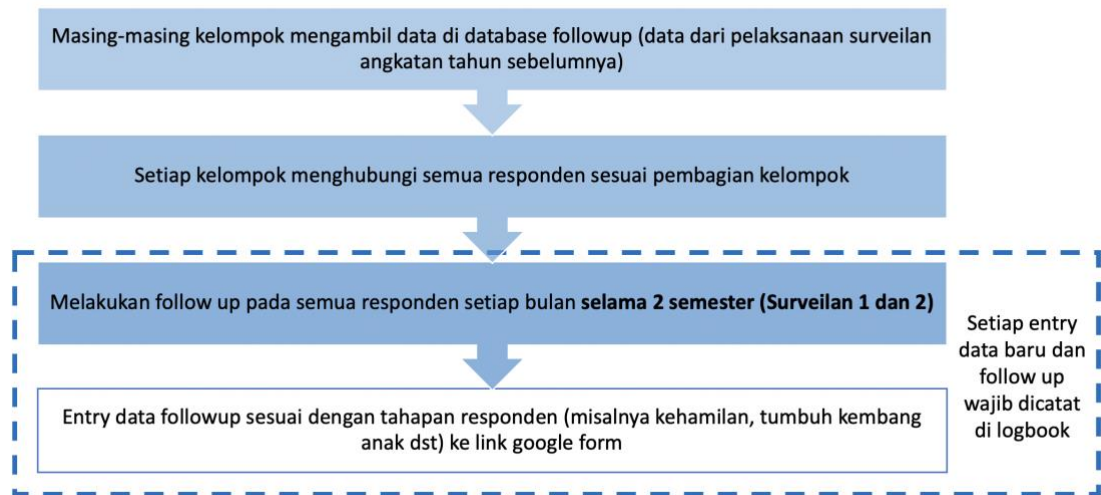 Masing-masing kelompok mengambil data di database followup (data dari pelaksanaan surveilan
angkatan tahun sebelumnya)
Setiap kelompok menghubungi semua responden sesuai pembagian kelompok
Melakukan follow up pada semua responden setiap bulan selama 2 semester (Surveilan 1 dan 2)
Entry data followup sesuai dengan tahapan responden (misalnya kehamilan, tumbuh kembang
anak dst) ke link google form
Setiap entry
data baru dan
follow up
wajib dicatat
di logbook